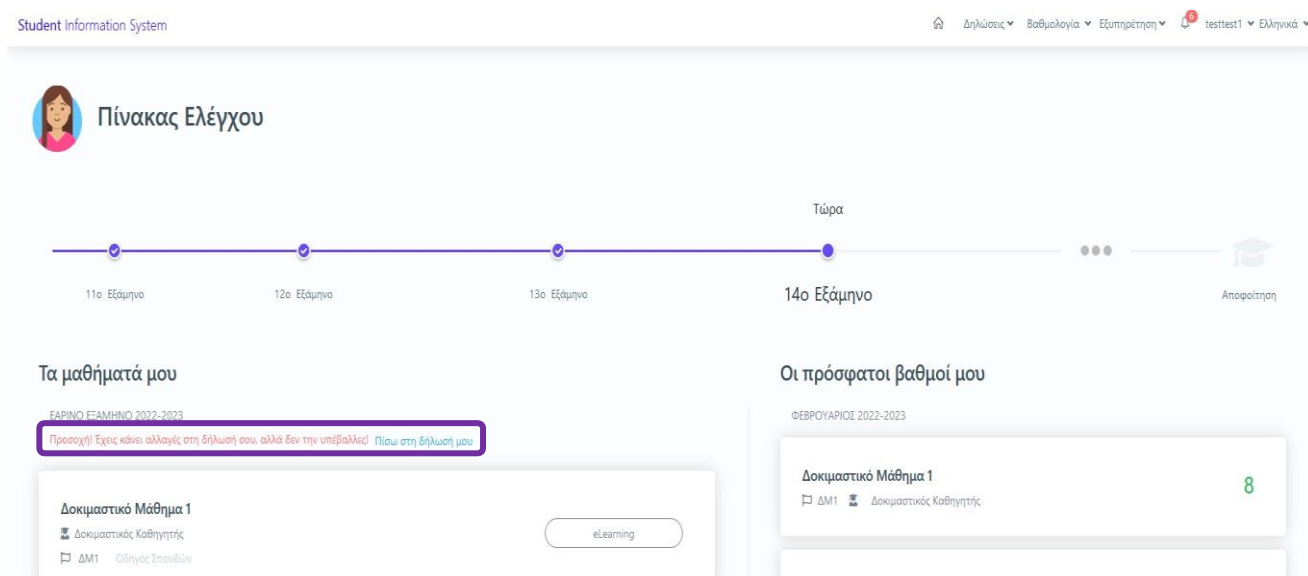 Student Information System
Δηλώσεις Βαθμολογία Εξυπηρέτηση 6 testtest1 Ελληνικά
Πίνακας Ελέγχου
Τώρα
11ο Εξάμηνο 12ο Εξάμηνο 13ο Εξάμηνο 14ο Εξάμηνο Αποφοίτηση
Τα μαθήματά μου
ΕΑΡΙΝΟ ΕΞΑΜΗΝΟ 2022-2023
Προσοχή! Έχεις κάνει αλλαγές στη δήλωσή σου, αλλά δεν την υπέβαλλες! Πίσω στη δήλωσή μου
Δοκιμαστικό Μάθημα 1
Δοκιμαστικός Καθηγητής
eLearning
ΔΜ1 Οδηγός Σπουδών
Οι πρόσφατοι βαθμοί μου
ΦΕΒΡΟΥΑΡΙΟΣ 2022-2023
Δοκιμαστικό Μάθημα 1
8
ΔΜ1 Δοκιμαστικός Καθηγητής